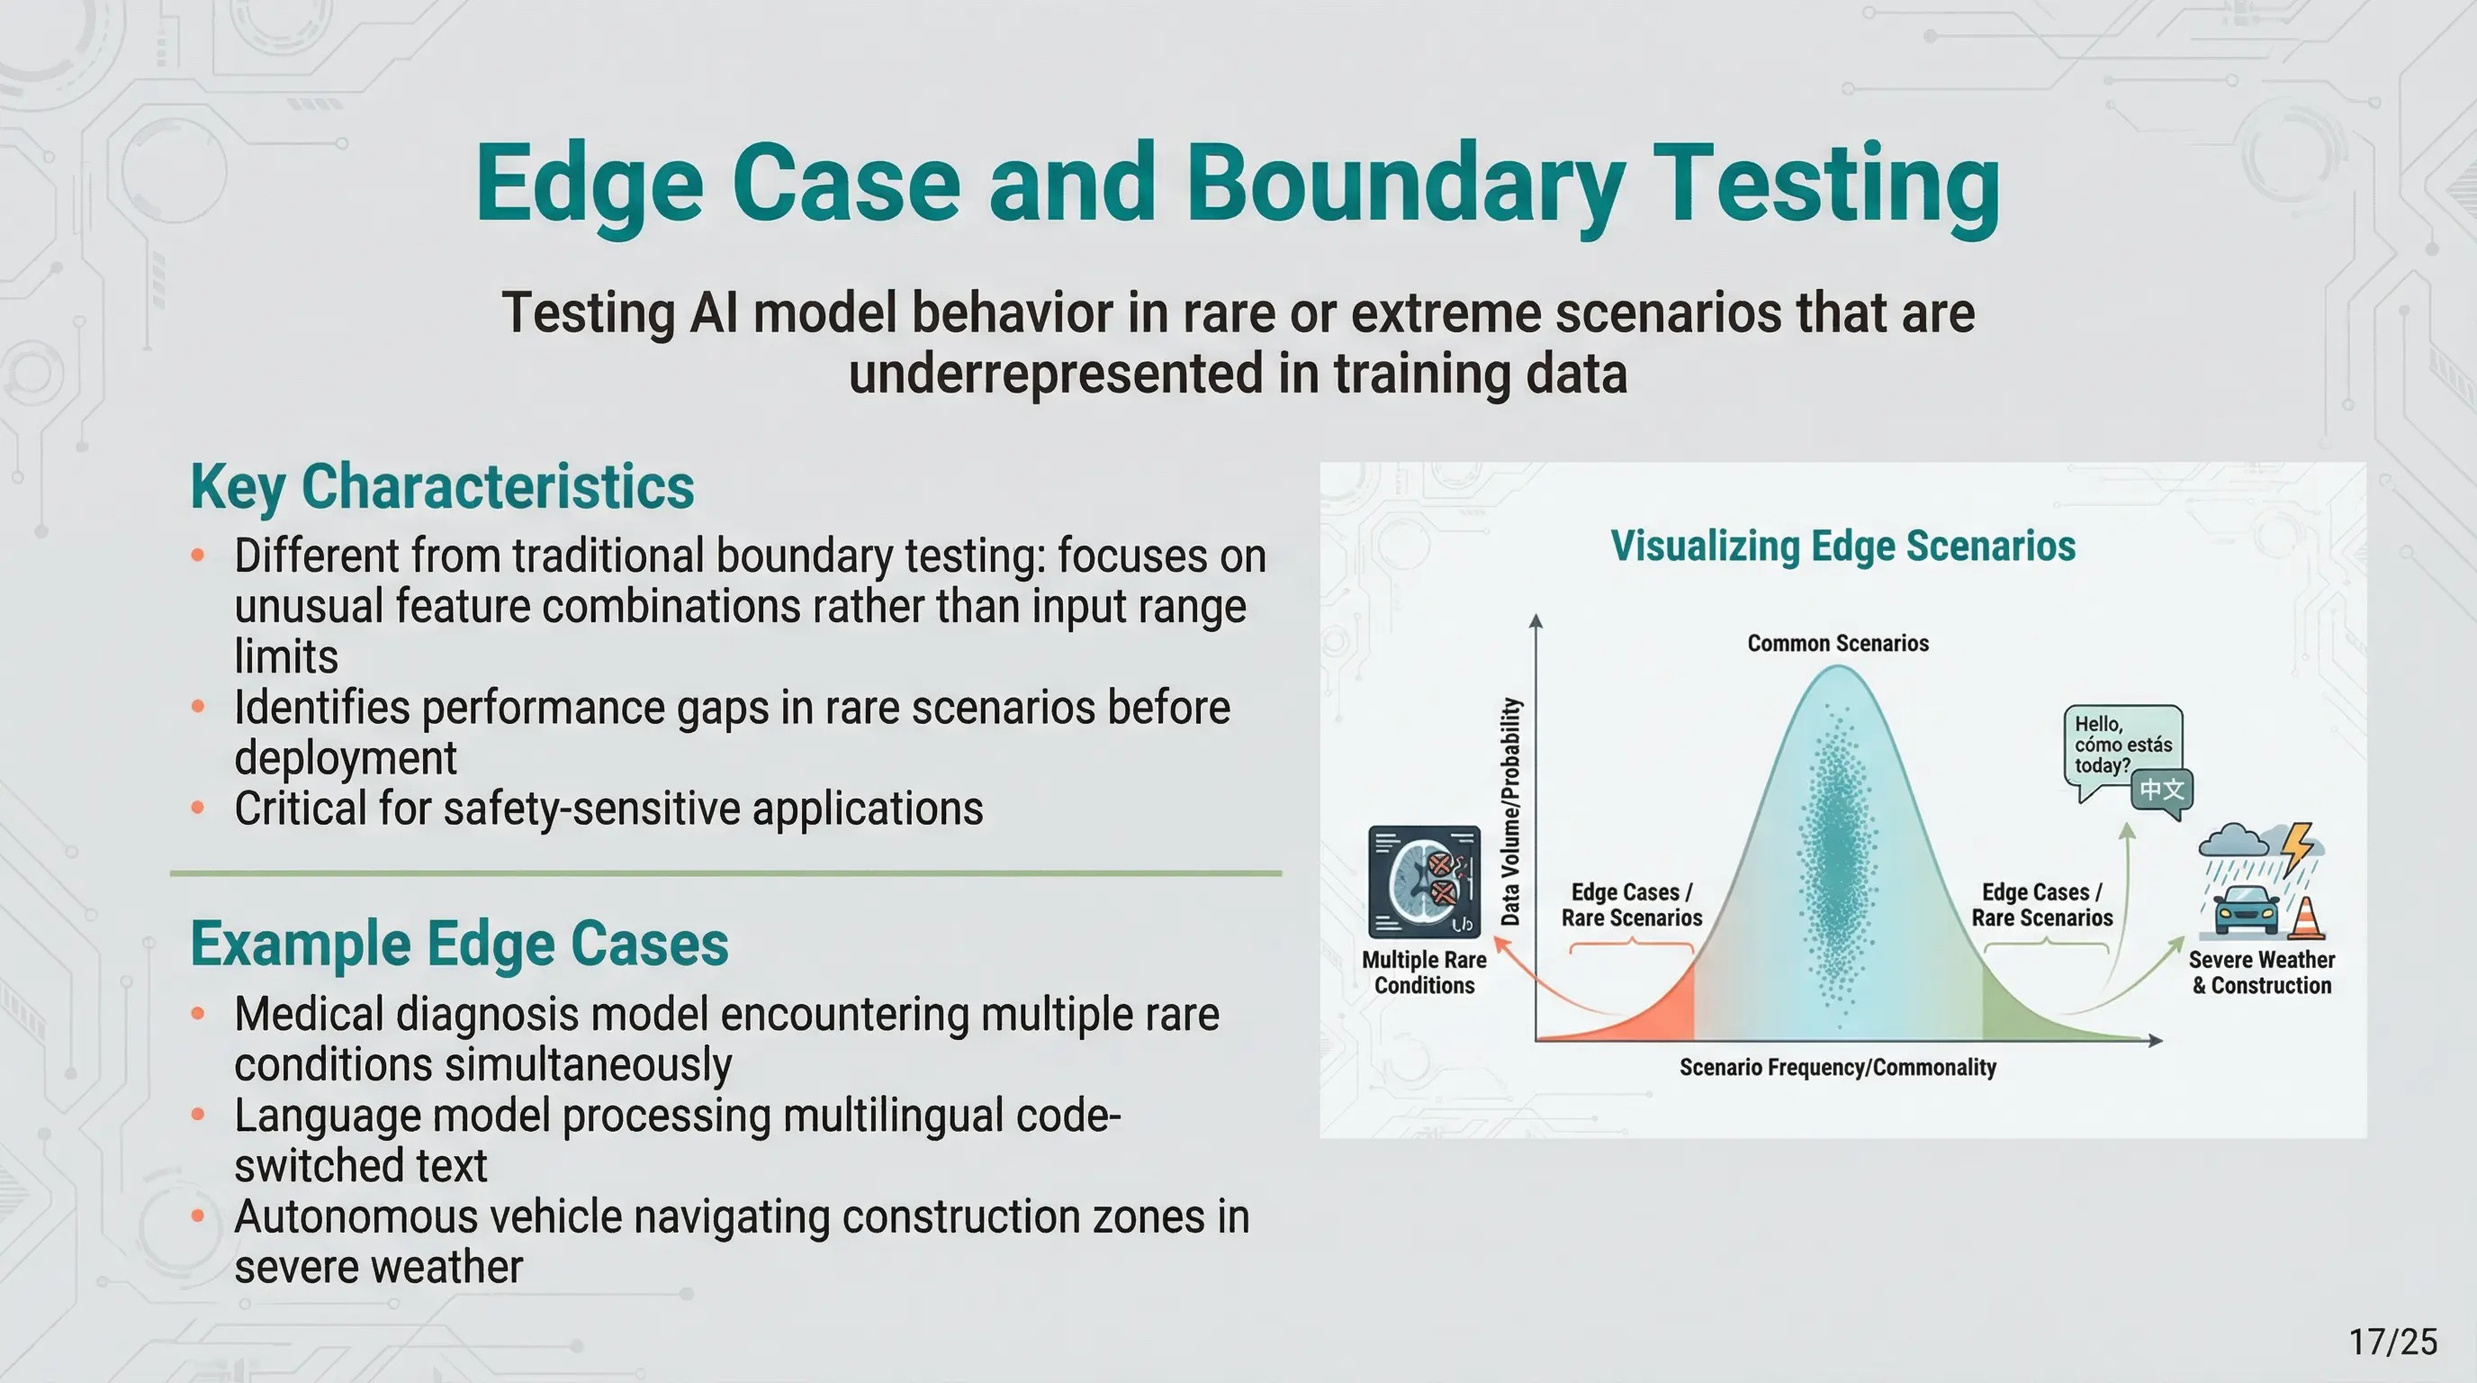 Edge Case and Boundary Testing
Testing AI model behavior in rare or extreme scenarios that are
underrepresented in training data
Key Characteristics
• Different from traditional boundary testing: focuses on
unusual feature combinations rather than input range
limits
• Identifies performance gaps in rare scenarios before
deployment
• Critical for safety-sensitive applications
Example Edge Cases
• Medical diagnosis model encountering multiple rare
conditions simultaneously
• Language model processing multilingual code-
switched text
• Autonomous vehicle navigating construction zones in
severe weather
Visualizing Edge Scenarios
Common Scenarios
Data Volume/Probability
Hello,
cómo estás
today?
中文
Edge Cases /
Rare Scenarios
Edge Cases /
Rare Scenarios
Multiple Rare
Conditions
Severe Weather
& Construction
Scenario Frequency/Commonality
17/25